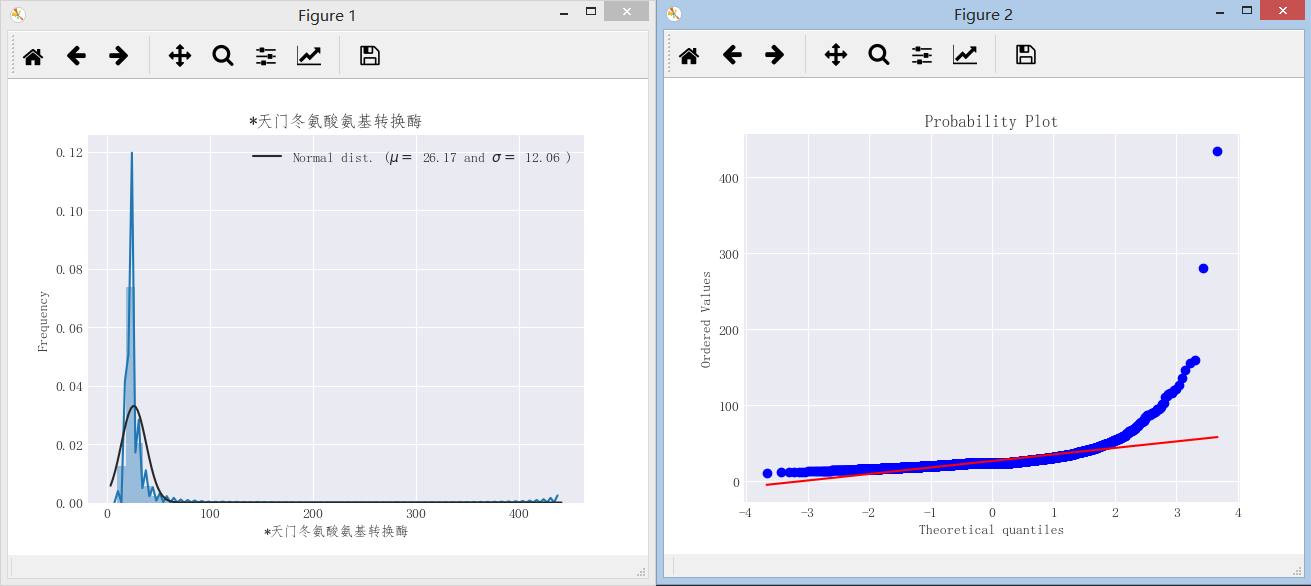 Figure 1
*天门冬氨酸氨基转换酶
Normal dist. (μ= 26.17 and σ= 12.06 )
Frequency
0.12
0.10
0.08
0.06
0.04
0.02
0.00
0
100
200
300
400
*天门冬氨酸氨基转换酶
Figure 2
Probability Plot
Ordered Values
400
300
200
100
0
-4
-3
-2
-1
0
1
2
3
4
Theoretical quantiles